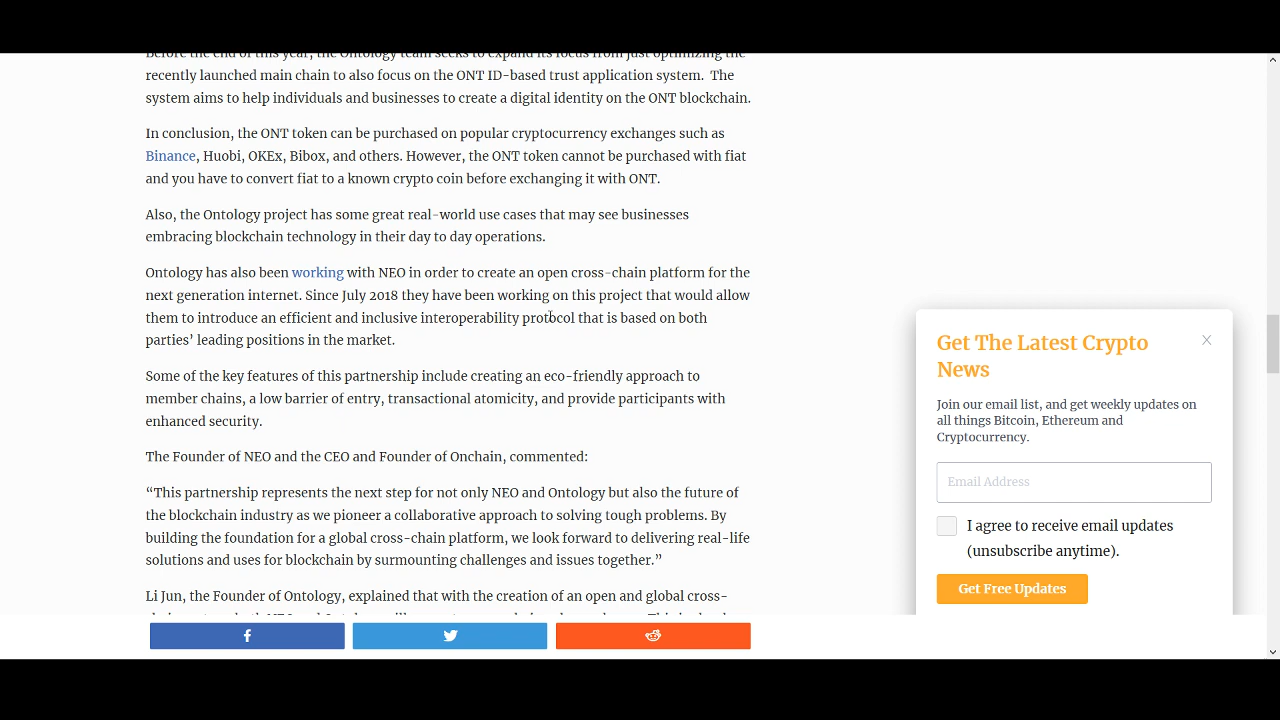 Before the end of this year, the Ontology team seeks to expand its focus from just optimizing the
recently launched main chain to also focus on the ONT ID-based trust application system. The
system aims to help individuals and businesses to create a digital identity on the ONT blockchain.
In conclusion, the ONT token can be purchased on popular cryptocurrency exchanges such as
Binance, Huobi, OKEx, Bibox, and others. However, the ONT token cannot be purchased with fiat
and you have to convert fiat to a known crypto coin before exchanging it with ONT.
Also, the Ontology project has some great real-world use cases that may see businesses
embracing blockchain technology in their day to day operations.
Ontology has also been working with NEO in order to create an open cross-chain platform for the
next generation internet. Since July 2018 they have been working on this project that would allow
them to introduce an efficient and inclusive interoperability protocol that is based on both
parties’ leading positions in the market.
Some of the key features of this partnership include creating an eco-friendly approach to
member chains, a low barrier of entry, transactional atomicity, and provide participants with
enhanced security.
The Founder of NEO and the CEO and Founder of Onchain, commented:
“This partnership represents the next step for not only NEO and Ontology but also the future of
the blockchain industry as we pioneer a collaborative approach to solving tough problems. By
building the foundation for a global cross-chain platform, we look forward to delivering real-life
solutions and uses for blockchain by surmounting challenges and issues together.”
Li Jun, the Founder of Ontology, explained that with the creation of an open and global cross-
Get The Latest Crypto
News
X
Join our email list, and get weekly updates on
all things Bitcoin, Ethereum and
Cryptocurrency.
Email Address
I agree to receive email updates
(unsubscribe anytime).
Get Free Updates